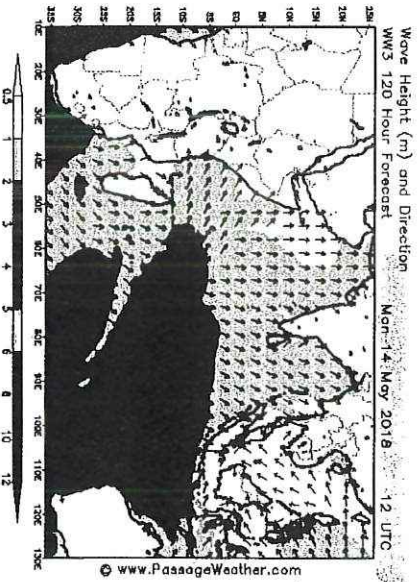 Wave Height (m) and Direction
WW3 120 Hour Forecast Mon 14 May 2018 12 UTC
25N
20N
15N
10N
5N
EQ
5S
10S
15S
20S
25S
30S
35S
10E 20E 30E 40E 50E 60E 70E 80E 90E 100E 110E 120E 130E
© www.PassageWeather.com
0.5 1 2 3 4 5 6 8 10 12